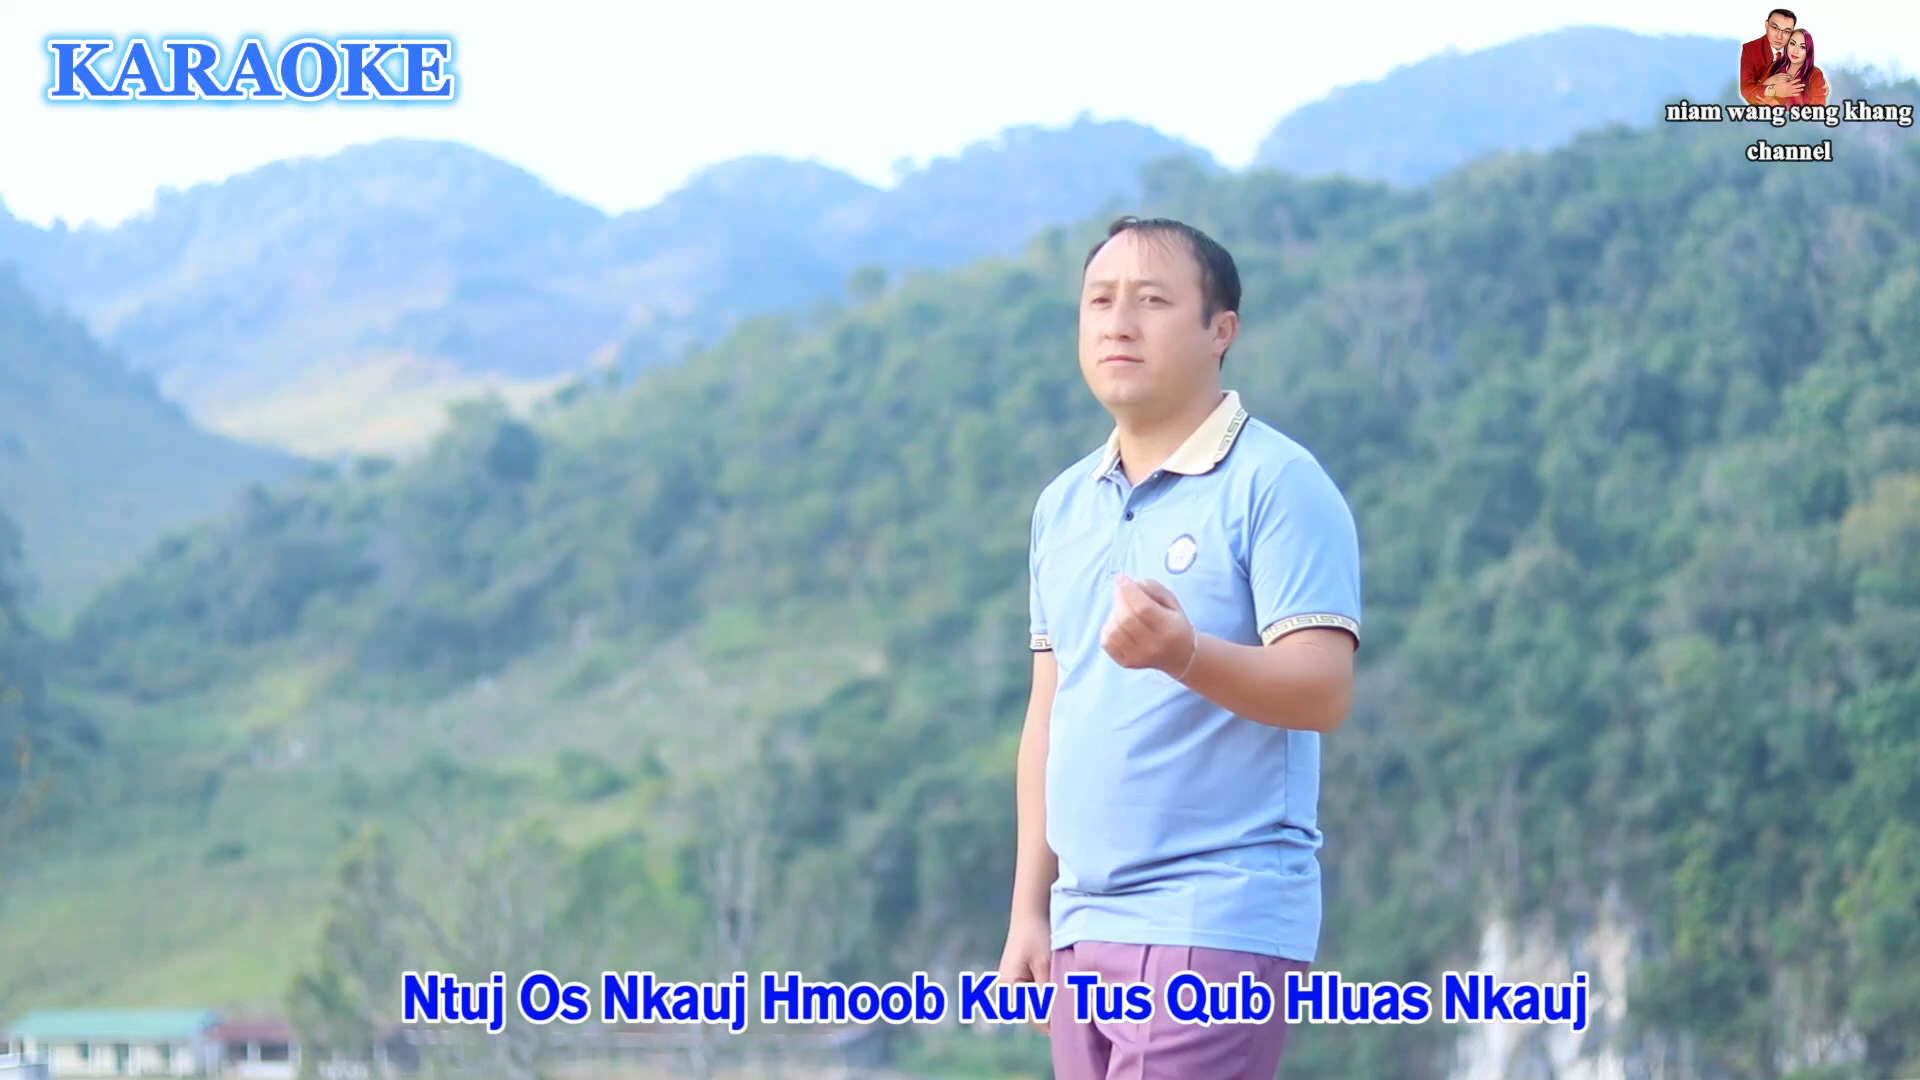 KARAOKE
niam wang seng khang
channel
Ntuj Os Nkauj Hmoob Kuv Tus Qub Hluas Nkauj